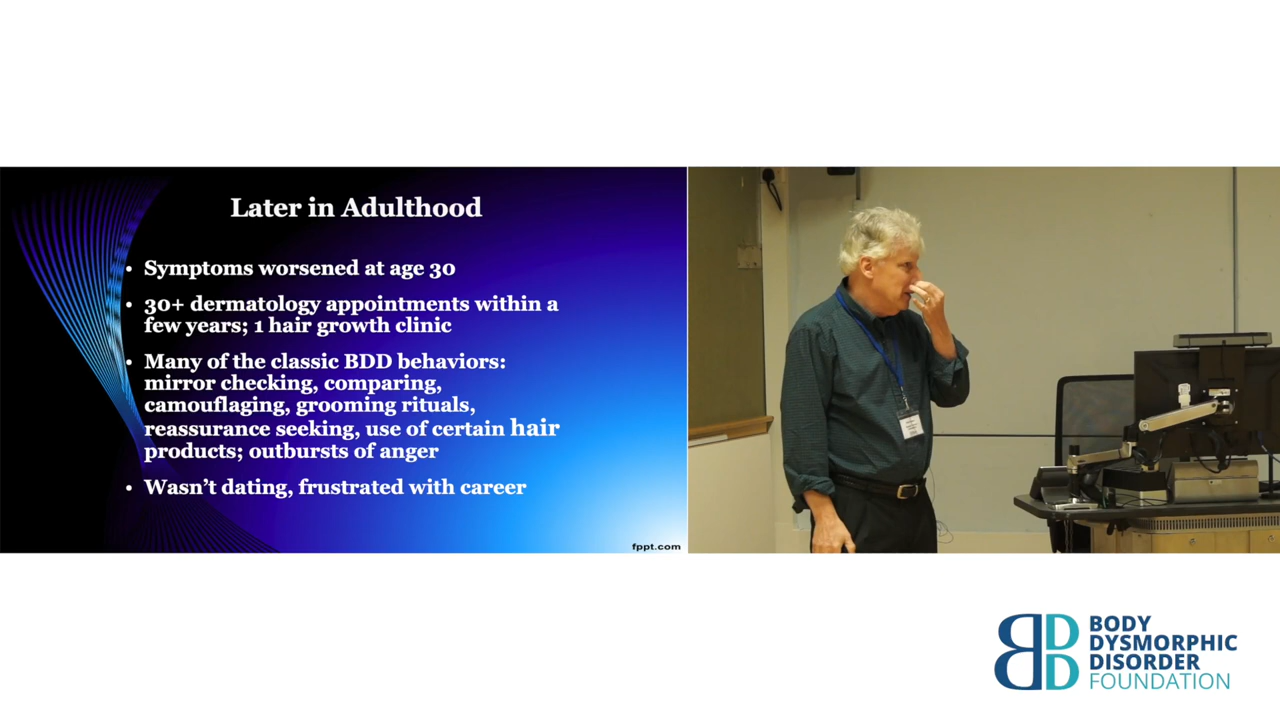 Later in Adulthood
• Symptoms worsened at age 30
• 30+ dermatology appointments within a
few years; 1 hair growth clinic
• Many of the classic BDD behaviors:
mirror checking, comparing,
camouflaging, grooming rituals,
reassurance seeking, use of certain hair
products; outbursts of anger
• Wasn't dating, frustrated with career
fppt.com
BODY
DYSMORPHIC
DISORDER
FOUNDATION